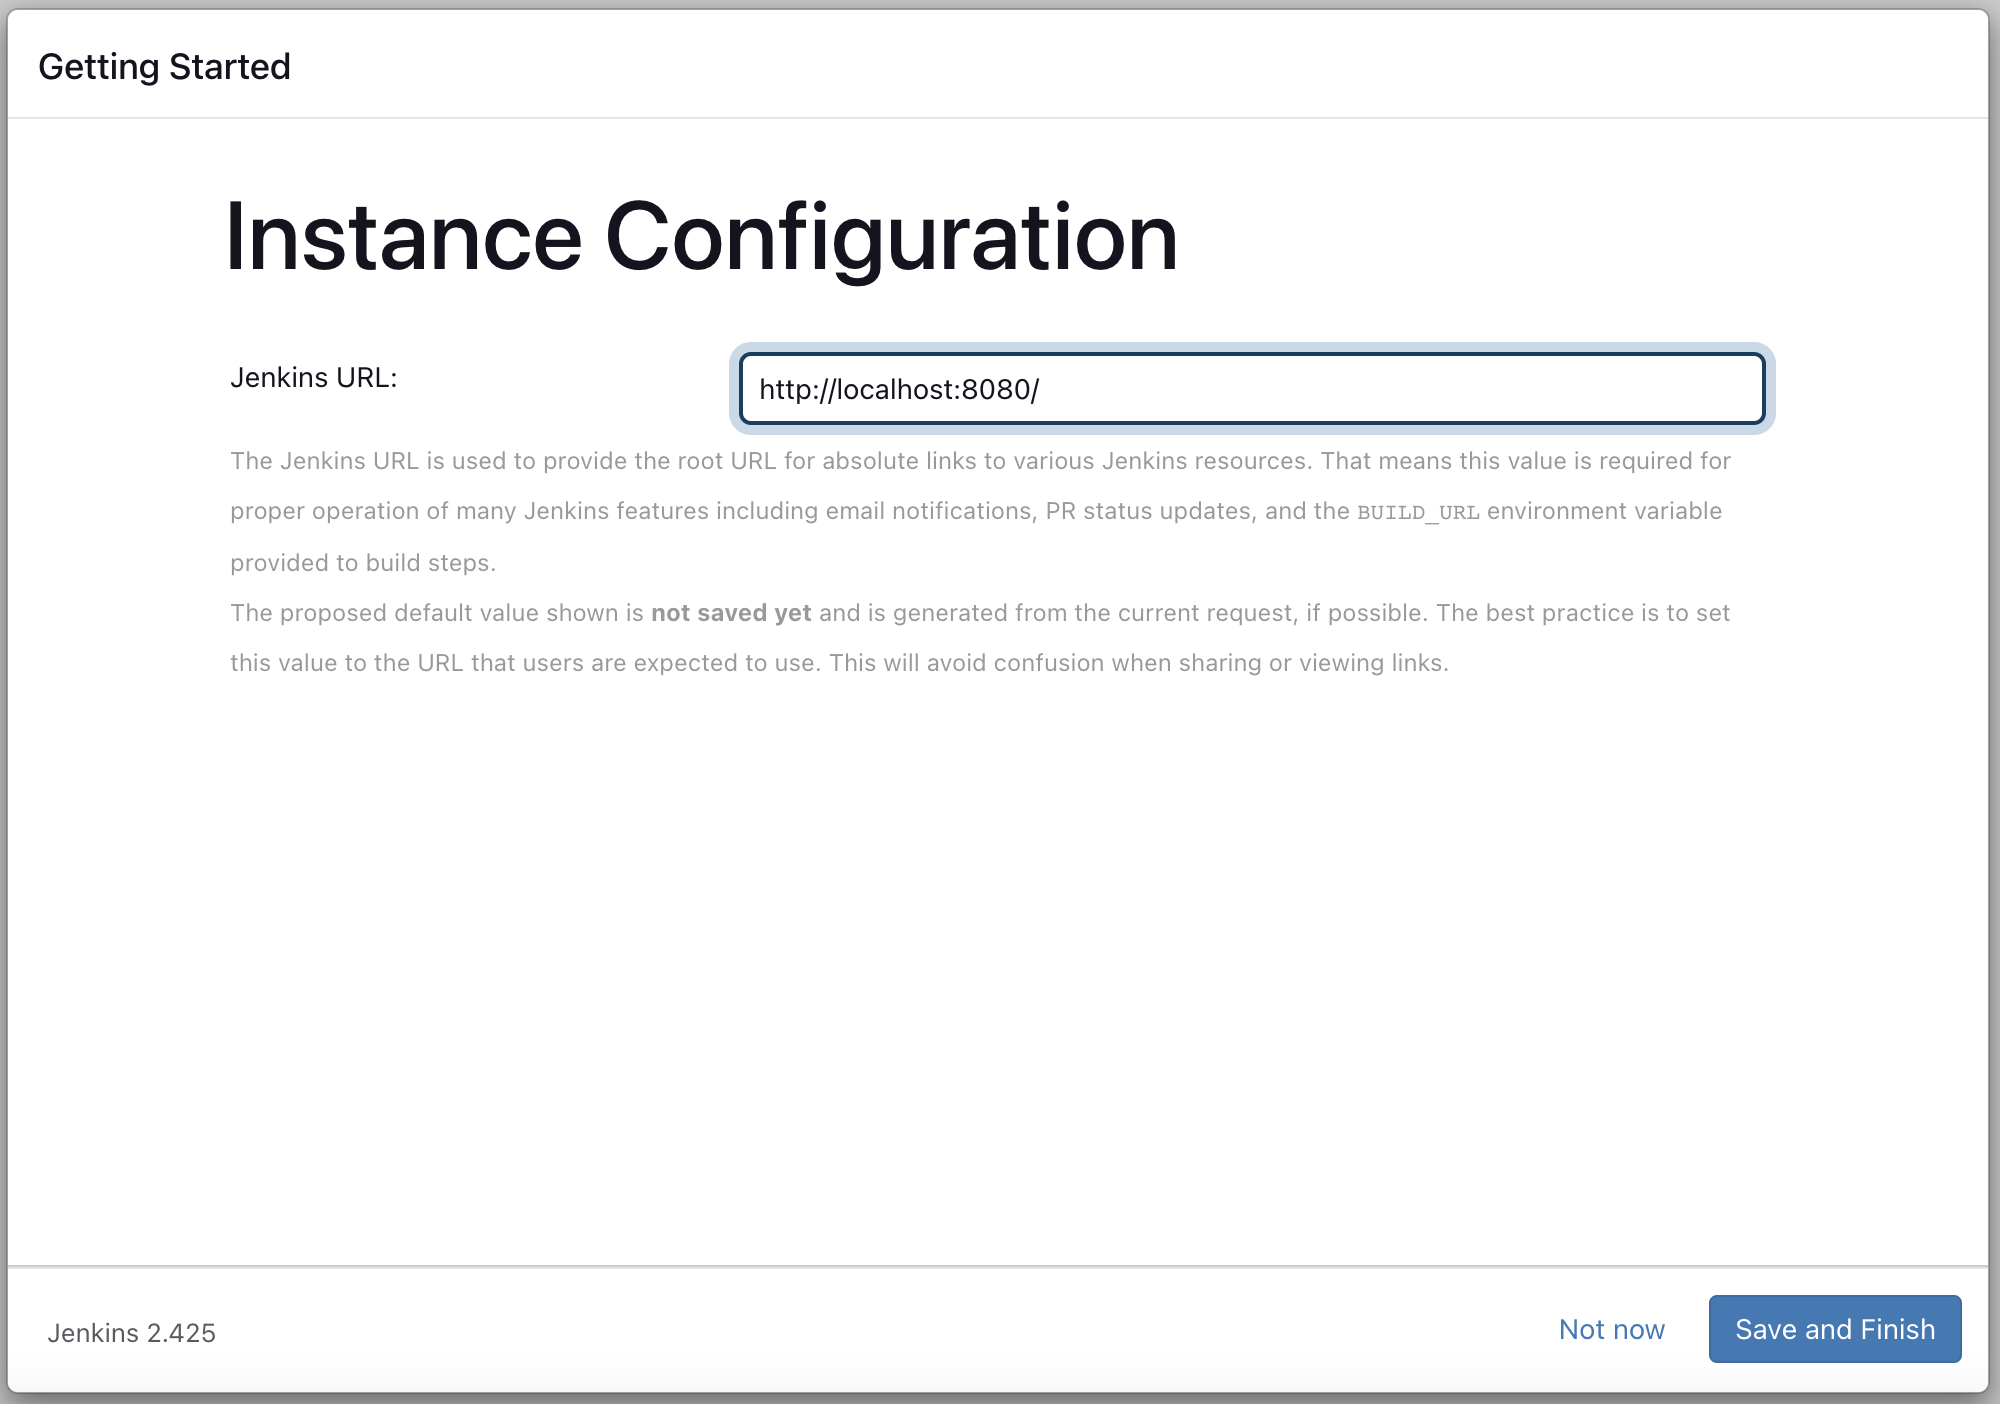 Getting Started
Instance Configuration
Jenkins URL:
http://localhost:8080/
The Jenkins URL is used to provide the root URL for absolute links to various Jenkins resources. That means this value is required for
proper operation of many Jenkins features including email notifications, PR status updates, and the BUILD_URL environment variable
provided to build steps.
The proposed default value shown is not saved yet and is generated from the current request, if possible. The best practice is to set
this value to the URL that users are expected to use. This will avoid confusion when sharing or viewing links.
Jenkins 2.425
Not now
Save and Finish